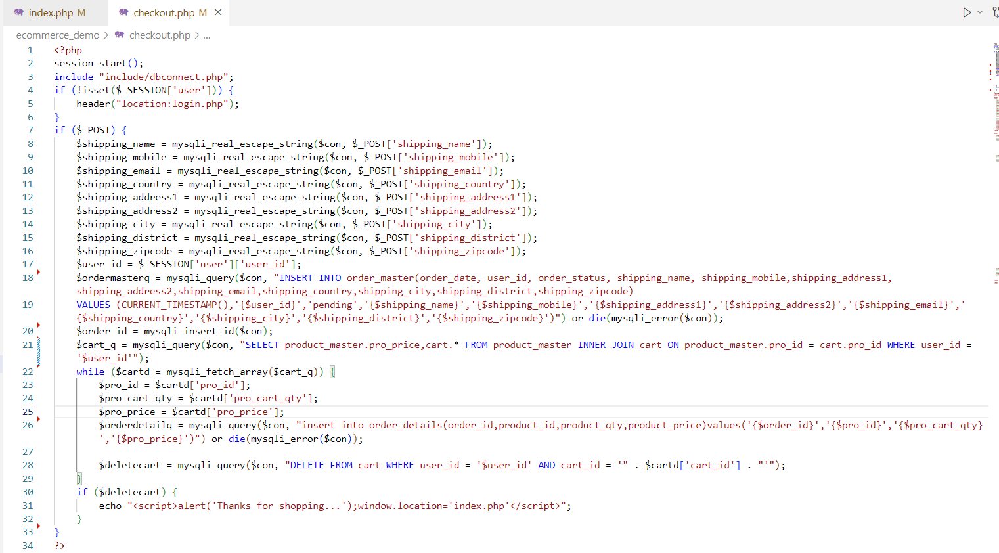 index.php M
checkout.php M ×
ecommerce_demo > checkout.php > ...
1 <?php
2 session_start();
3 include "include/dbconnect.php";
4 if (!isset($_SESSION['user'])) {
5     header("location:login.php");
6 }
7 if ($_POST) {
8     $shipping_name = mysqli_real_escape_string($con, $_POST['shipping_name']);
9     $shipping_mobile = mysqli_real_escape_string($con, $_POST['shipping_mobile']);
10     $shipping_email = mysqli_real_escape_string($con, $_POST['shipping_email']);
11     $shipping_country = mysqli_real_escape_string($con, $_POST['shipping_country']);
12     $shipping_address1 = mysqli_real_escape_string($con, $_POST['shipping_address1']);
13     $shipping_address2 = mysqli_real_escape_string($con, $_POST['shipping_address2']);
14     $shipping_city = mysqli_real_escape_string($con, $_POST['shipping_city']);
15     $shipping_district = mysqli_real_escape_string($con, $_POST['shipping_district']);
16     $shipping_zipcode = mysqli_real_escape_string($con, $_POST['shipping_zipcode']);
17     $user_id = $_SESSION['user']['user_id'];
18     $ordermasterq = mysqli_query($con, "INSERT INTO order_master(order_date, user_id, order_status, shipping_name, shipping_mobile,shipping_address1,
shipping_address2,shipping_email,shipping_country,shipping_city,shipping_district,shipping_zipcode)
19     VALUES (CURRENT_TIMESTAMP(),'{$user_id}','pending','{$shipping_name}','{$shipping_mobile}','{$shipping_address1}','{$shipping_address2}','{$shipping_email}','
{$shipping_country}','{$shipping_city}','{$shipping_district}','{$shipping_zipcode}')") or die(mysqli_error($con));
20     $order_id = mysqli_insert_id($con);
21     $cart_q = mysqli_query($con, "SELECT product_master.pro_price,cart.* FROM product_master INNER JOIN cart ON product_master.pro_id = cart.pro_id WHERE user_id =
'$user_id'");
22     while ($cartd = mysqli_fetch_array($cart_q)) {
23         $pro_id = $cartd['pro_id'];
24         $pro_cart_qty = $cartd['pro_cart_qty'];
25         $pro_price = $cartd['pro_price'];
26         $orderdetailq = mysqli_query($con, "insert into order_details(order_id,product_id,product_qty,product_price)values('{$order_id}','{$pro_id}','{$pro_cart_qty}
','{$pro_price}')") or die(mysqli_error($con));
27
28         $deletecart = mysqli_query($con, "DELETE FROM cart WHERE user_id = '$user_id' AND cart_id = '" . $cartd['cart_id'] . "'");
29     }
30     if ($deletecart) {
31         echo "<script>alert('Thanks for shopping...');window.location='index.php'</script>";
32     }
33 }
34 ?>